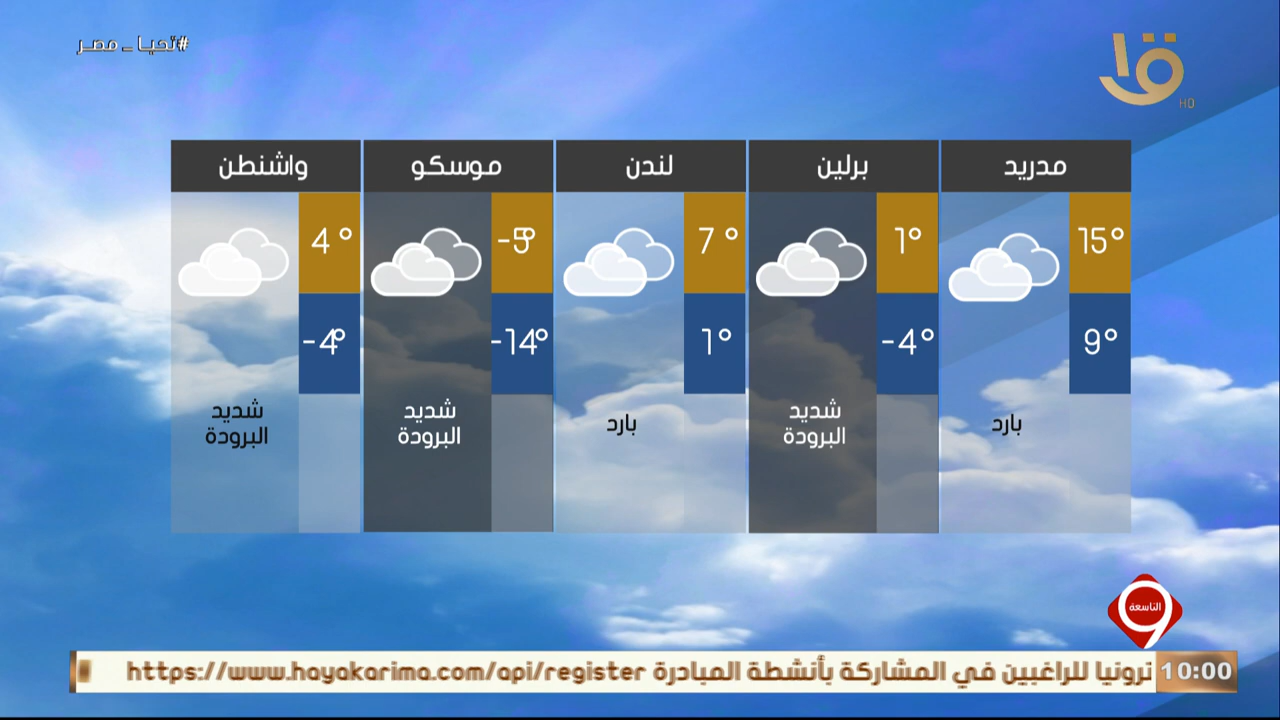 #تحيا_مصر
HD
مدريد
15°
9°
بارد
برلين
1°
-4°
شديد
البرودة
لندن
7°
1°
بارد
موسكو
-5°
-14°
شديد
البرودة
واشنطن
4°
-4°
شديد
البرودة
التاسعة
9
10:00
ترونيا للراغبين في المشاركة بأنشطة المبادرة https://www.hayakarima.com/api/register